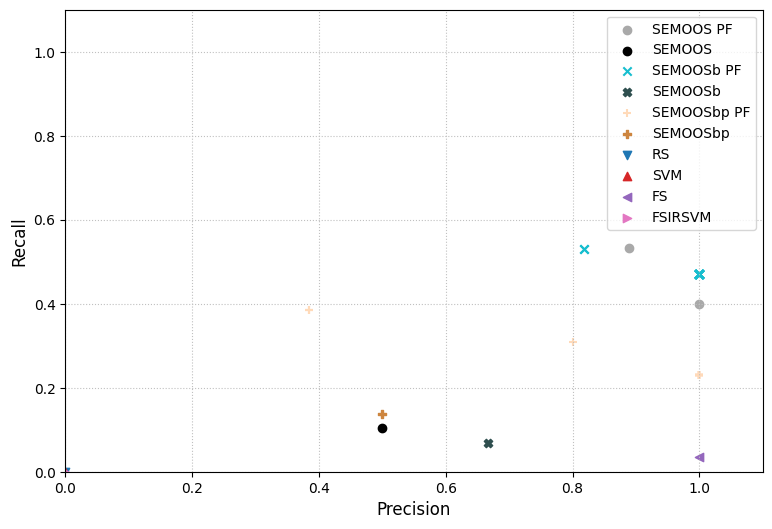 SEMOOS PF
SEMOOS
SEMOOSb PF
SEMOOSb
SEMOOSbp PF
SEMOOSbp
RS
SVM
FS
FSIRSVM
1.0
0.8
0.6
0.4
0.2
0.0
Recall
0.0 0.2 0.4 0.6 0.8 1.0
Precision